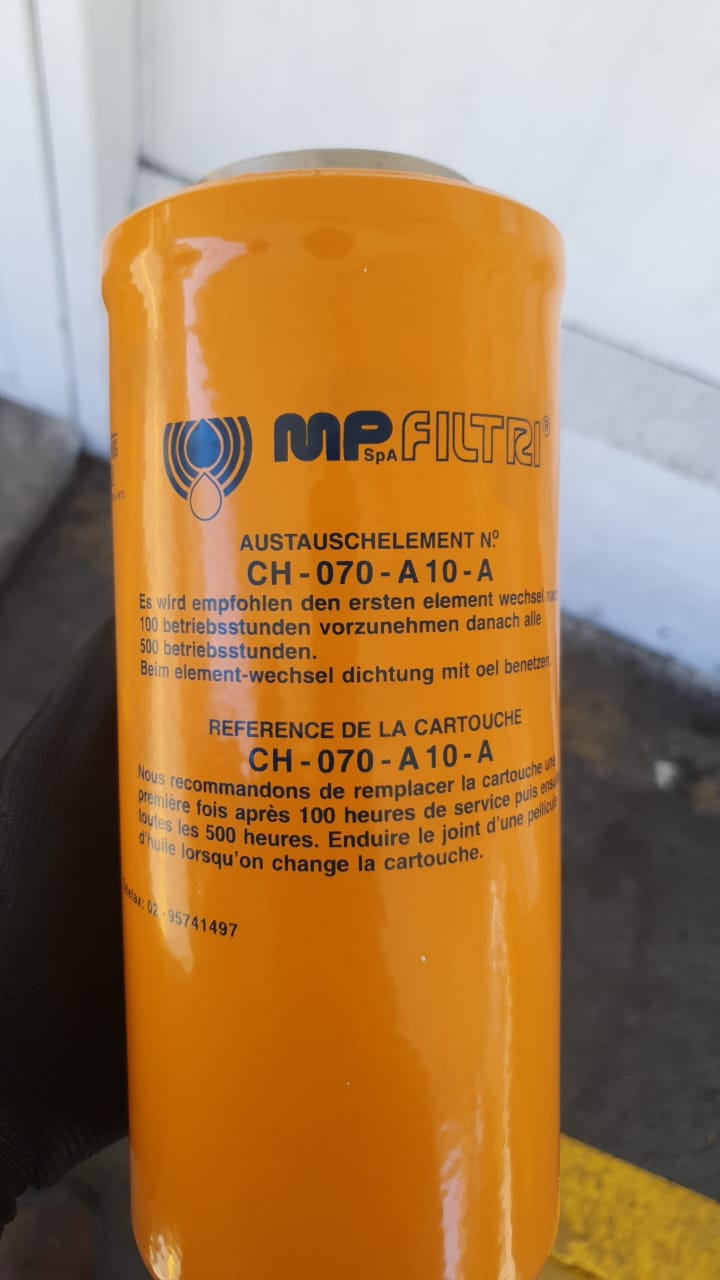 MP SpA FILTRI®
AUSTAUSCHELEMENT N.º
CH-070-A10-A
Es wird empfohlen den ersten element wechsel
100 betriebsstunden vorzunehmen danach alle
500 betriebsstunden.
Beim element-wechsel dichtung mit oel benetzen.
REFERENCE DE LA CARTOUCHE
CH-070-A10-A
Nous recommandons de remplacer la cartouche une
première fois après 100 heures de service puis
toutes les 500 heures. Enduire le joint d'une pellicule
d'huile lorsqu'on change la cartouche.
02-95741497